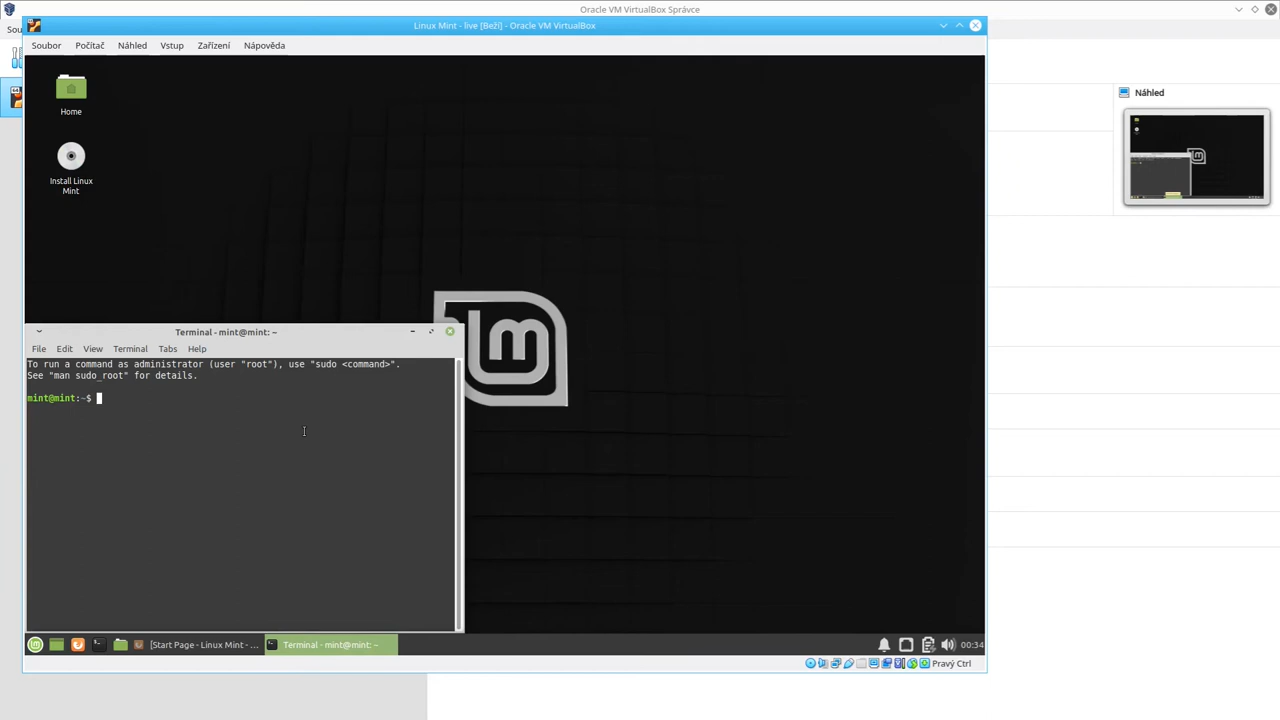 Oracle VM VirtualBox Správce
Linux Mint - live [Beží] - Oracle VM VirtualBox
Soubor Počítač Náhled Vstup Zařízení Nápověda
Náhled
Home
Install Linux
Mint
Terminal - mint@mint: ~
File Edit View Terminal Tabs Help
To run a command as administrator (user "root"), use "sudo <command>".
See "man sudo_root" for details.
mint@mint:~$
[Start Page - Linux Mint - ...
Terminal - mint@mint: ~
00:34
Pravý Ctrl